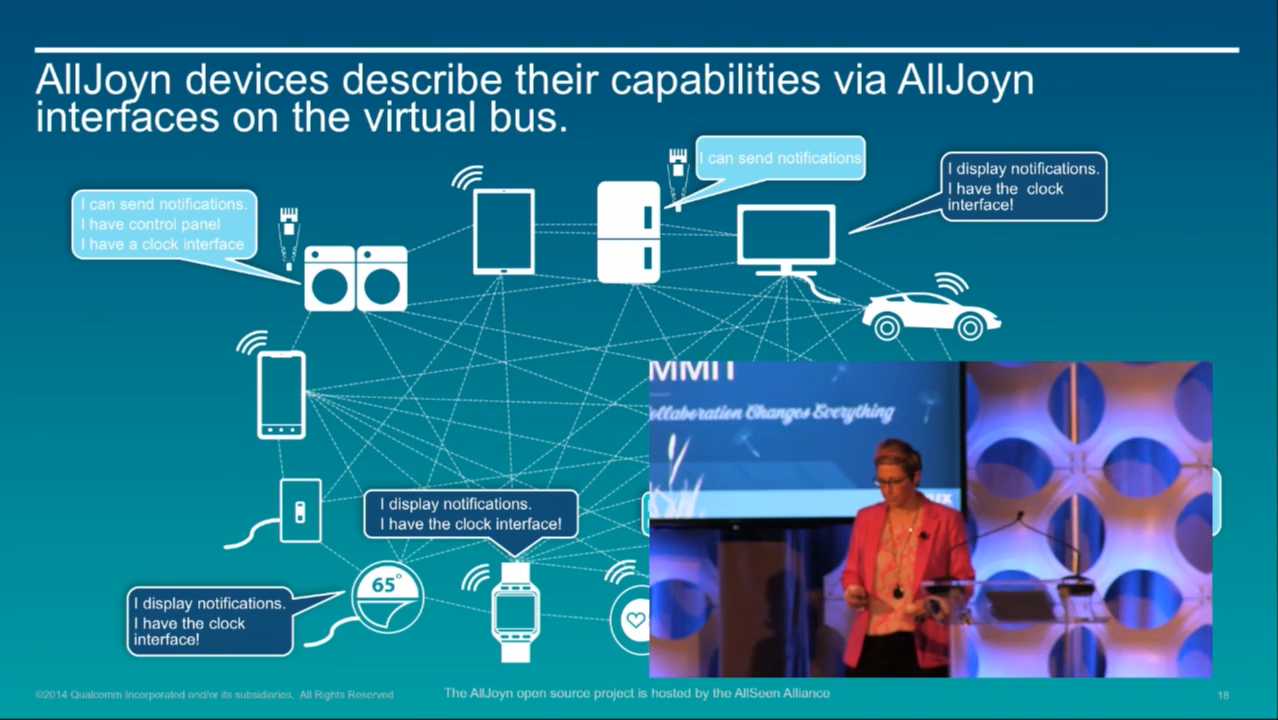 AllJoyn devices describe their capabilities via AllJoyn
interfaces on the virtual bus.
I can send notifications.
I have control panel
I have a clock interface
I can send notifications
I display notifications.
I have the clock
interface!
MMIT
ollaboration Changes Everything
I display notifications.
I have the clock interface!
65°
I display notifications.
I have the clock
interface!
©2014 Qualcomm Incorporated and/or its subsidiaries. All Rights Reserved
The AllJoyn open source project is hosted by the AllSeen Alliance
18